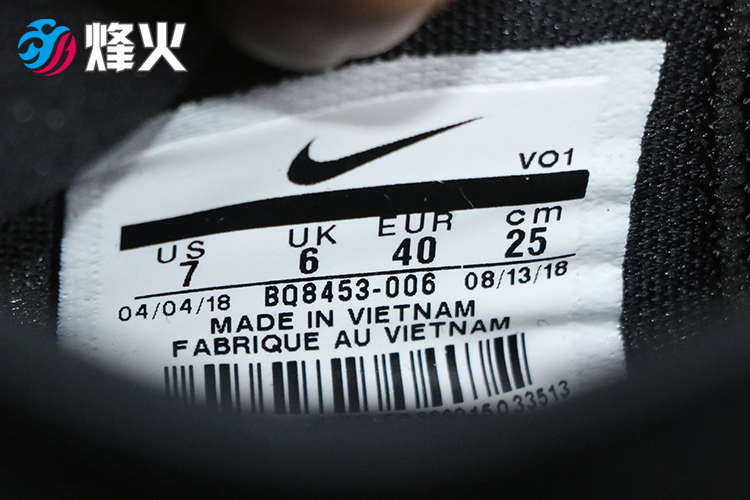 烽火
VO1
US UK EUR cm
7 6 40 25
04/04/18 BQ8453-006 08/13/18
MADE IN VIETNAM
FABRIQUE AU VIETNAM